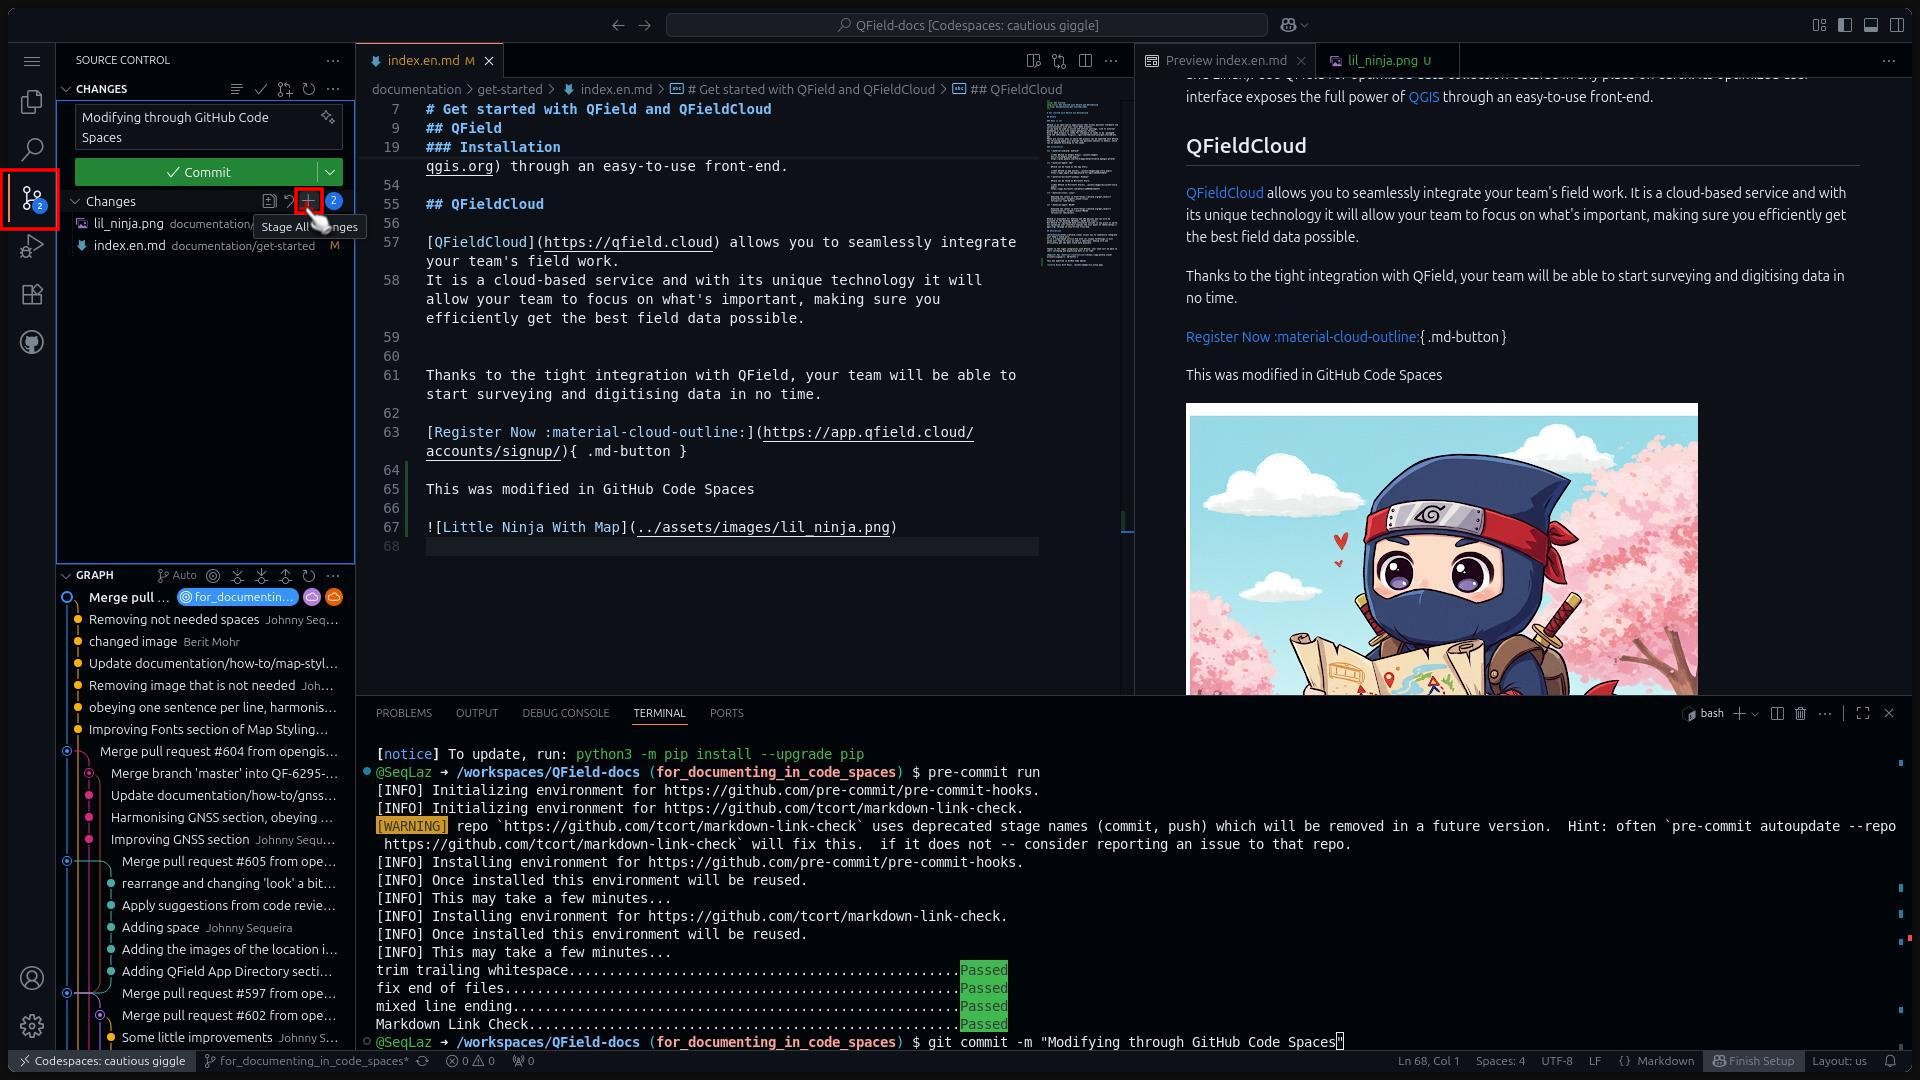 QField-docs [Codespaces: cautious giggle]
SOURCE CONTROL
CHANGES
Modifying through GitHub Code
Spaces
Commit
Changes
2
lil_ninja.png documentation/
Stage All Changes
index.en.md documentation/get-started M
2
GRAPH
Auto
Merge pull ... for_documentin...
Removing not needed spaces Johnny Seq...
changed image Berit Mohr
Update documentation/how-to/map-styl...
Removing image that is not needed Joh...
obeying one sentence per line, harmonis...
Improving Fonts section of Map Styling...
Merge pull request #604 from opengis...
Merge branch 'master' into QF-6295-...
Update documentation/how-to/gnss...
Harmonising GNSS section, obeying ...
Improving GNSS section Johnny Sequ...
Merge pull request #605 from ope...
rearrange and changing 'look' a bit...
Apply suggestions from code revie...
Adding space Johnny Sequeira
Adding the images of the location i...
Adding QField App Directory secti...
Merge pull request #597 from ope...
Merge pull request #602 from ope...
Some little improvements Johnny S...
index.en.md M
documentation > get-started > index.en.md > # Get started with QField and QFieldCloud > ## QFieldCloud
7 # Get started with QField and QFieldCloud
9 ## QField
19 ### Installation
qgis.org) through an easy-to-use front-end.
54
55 ## QFieldCloud
56
57 [QFieldCloud](https://qfield.cloud) allows you to seamlessly integrate
your team's field work.
58 It is a cloud-based service and with its unique technology it will
allow your team to focus on what's important, making sure you
efficiently get the best field data possible.
59
60
61 Thanks to the tight integration with QField, your team will be able to
start surveying and digitising data in no time.
62
63 [Register Now :material-cloud-outline:](https://app.qfield.cloud/
accounts/signup/){ .md-button }
64
65 This was modified in GitHub Code Spaces
66
67 ![Little Ninja With Map](../assets/images/lil_ninja.png)
68
Preview index.en.md
lil_ninja.png U
interface exposes the full power of QGIS through an easy-to-use front-end.
QFieldCloud
QFieldCloud allows you to seamlessly integrate your team's field work. It is a cloud-based service and with
its unique technology it will allow your team to focus on what's important, making sure you efficiently get
the best field data possible.
Thanks to the tight integration with QField, your team will be able to start surveying and digitising data in
no time.
Register Now :material-cloud-outline:{ .md-button }
This was modified in GitHub Code Spaces
PROBLEMS OUTPUT DEBUG CONSOLE TERMINAL PORTS
bash
[notice] To update, run: python3 -m pip install --upgrade pip
@SeqLaz ➜ /workspaces/QField-docs (for_documenting_in_code_spaces) $ pre-commit run
[INFO] Initializing environment for https://github.com/pre-commit/pre-commit-hooks.
[INFO] Initializing environment for https://github.com/tcort/markdown-link-check.
[WARNING] repo `https://github.com/tcort/markdown-link-check` uses deprecated stage names (commit, push) which will be removed in a future version.  Hint: often `pre-commit autoupdate --repo
https://github.com/tcort/markdown-link-check` will fix this.  if it does not -- consider reporting an issue to that repo.
[INFO] Installing environment for https://github.com/pre-commit/pre-commit-hooks.
[INFO] Once installed this environment will be reused.
[INFO] This may take a few minutes...
[INFO] Installing environment for https://github.com/tcort/markdown-link-check.
[INFO] Once installed this environment will be reused.
[INFO] This may take a few minutes...
trim trailing whitespace.................................................Passed
fix end of files.........................................................Passed
mixed line ending........................................................Passed
Markdown Link Check......................................................Passed
@SeqLaz ➜ /workspaces/QField-docs (for_documenting_in_code_spaces) $ git commit -m "Modifying through GitHub Code Spaces"
Codespaces: cautious giggle for_documenting_in_code_spaces* 0 0 0
Ln 68, Col 1 Spaces: 4 UTF-8 LF {} Markdown Finish Setup Layout: us